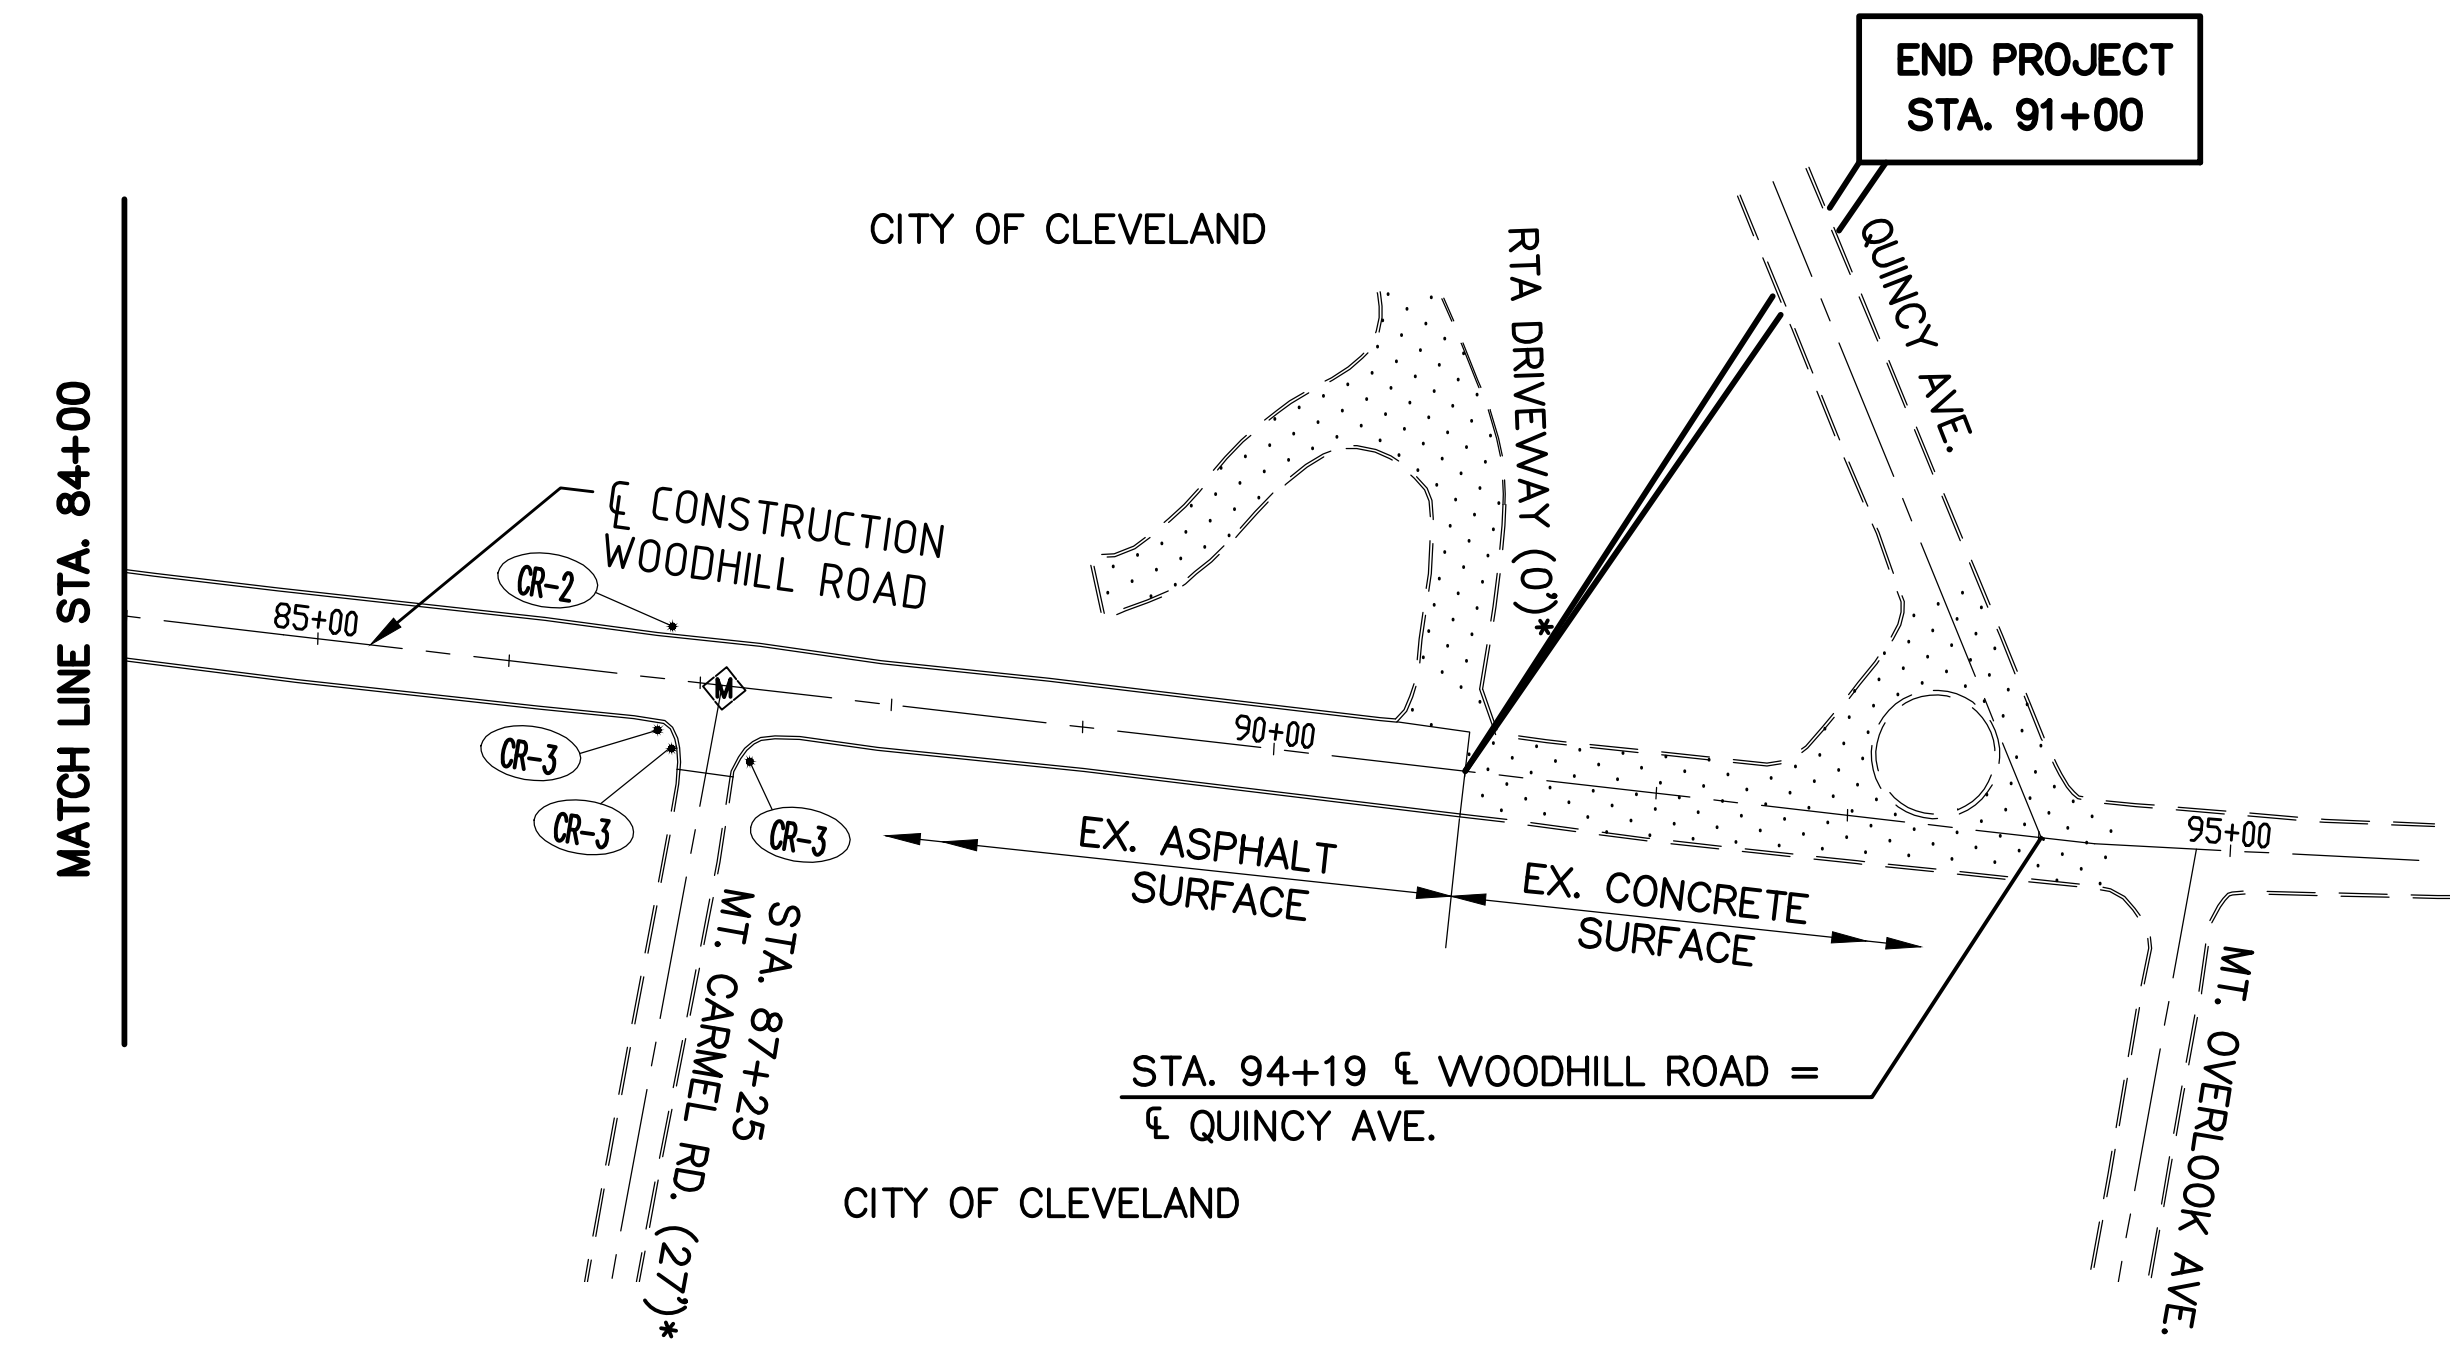 END PROJECT
STA. 91+00
CITY OF CLEVELAND
RTA DRIVEWAY (0')*
QUINCY AVE.
MATCH LINE STA. 84+00
℄ CONSTRUCTION
WOODHILL ROAD
CR-2
85+00
M
90+00
CR-3
CR-3
CR-3
EX. ASPHALT
SURFACE
EX. CONCRETE
SURFACE
95+00
STA. 87+25
MT. CARMEL RD. (27')*
MT. OVERLOOK AVE.
STA. 94+19 ℄ WOODHILL ROAD =
℄ QUINCY AVE.
CITY OF CLEVELAND